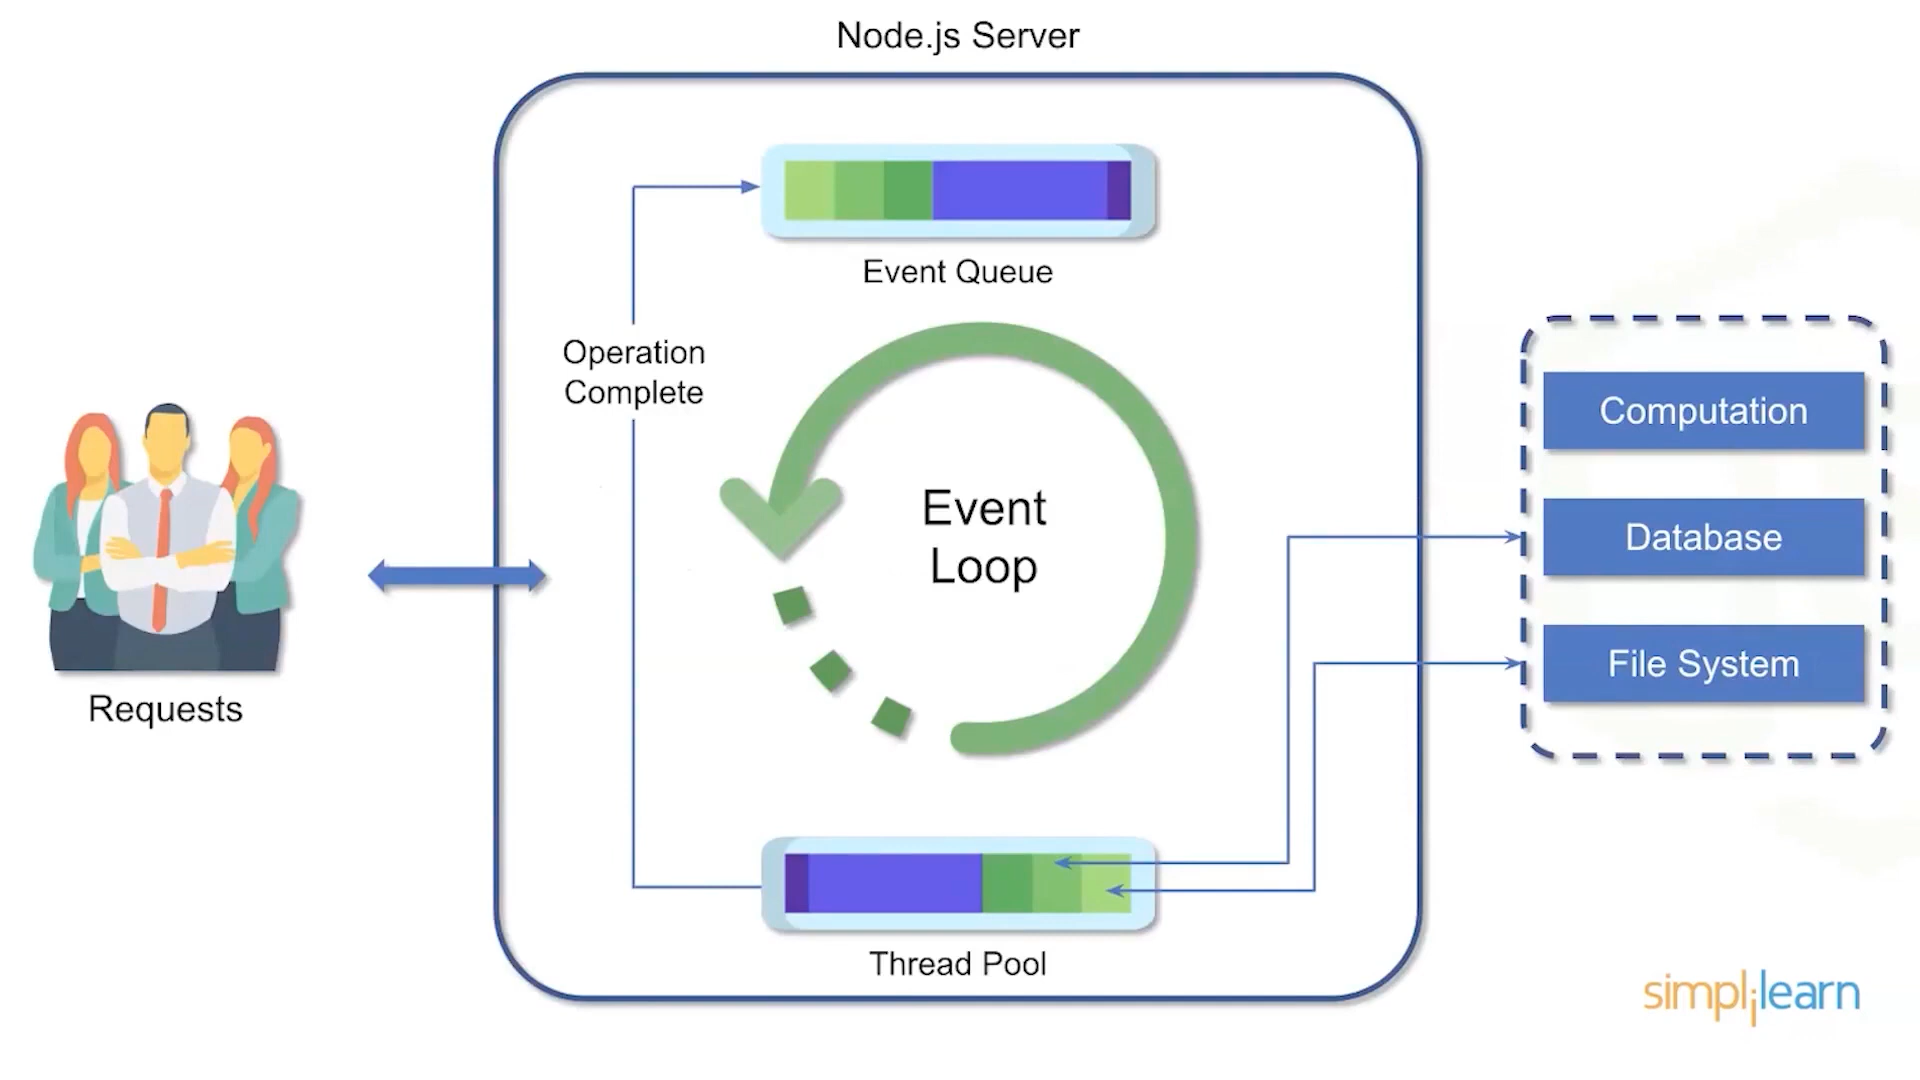 Node.js Server
Event Queue
Operation
Complete
Event
Loop
Requests
Computation
Database
File System
Thread Pool
simplilearn